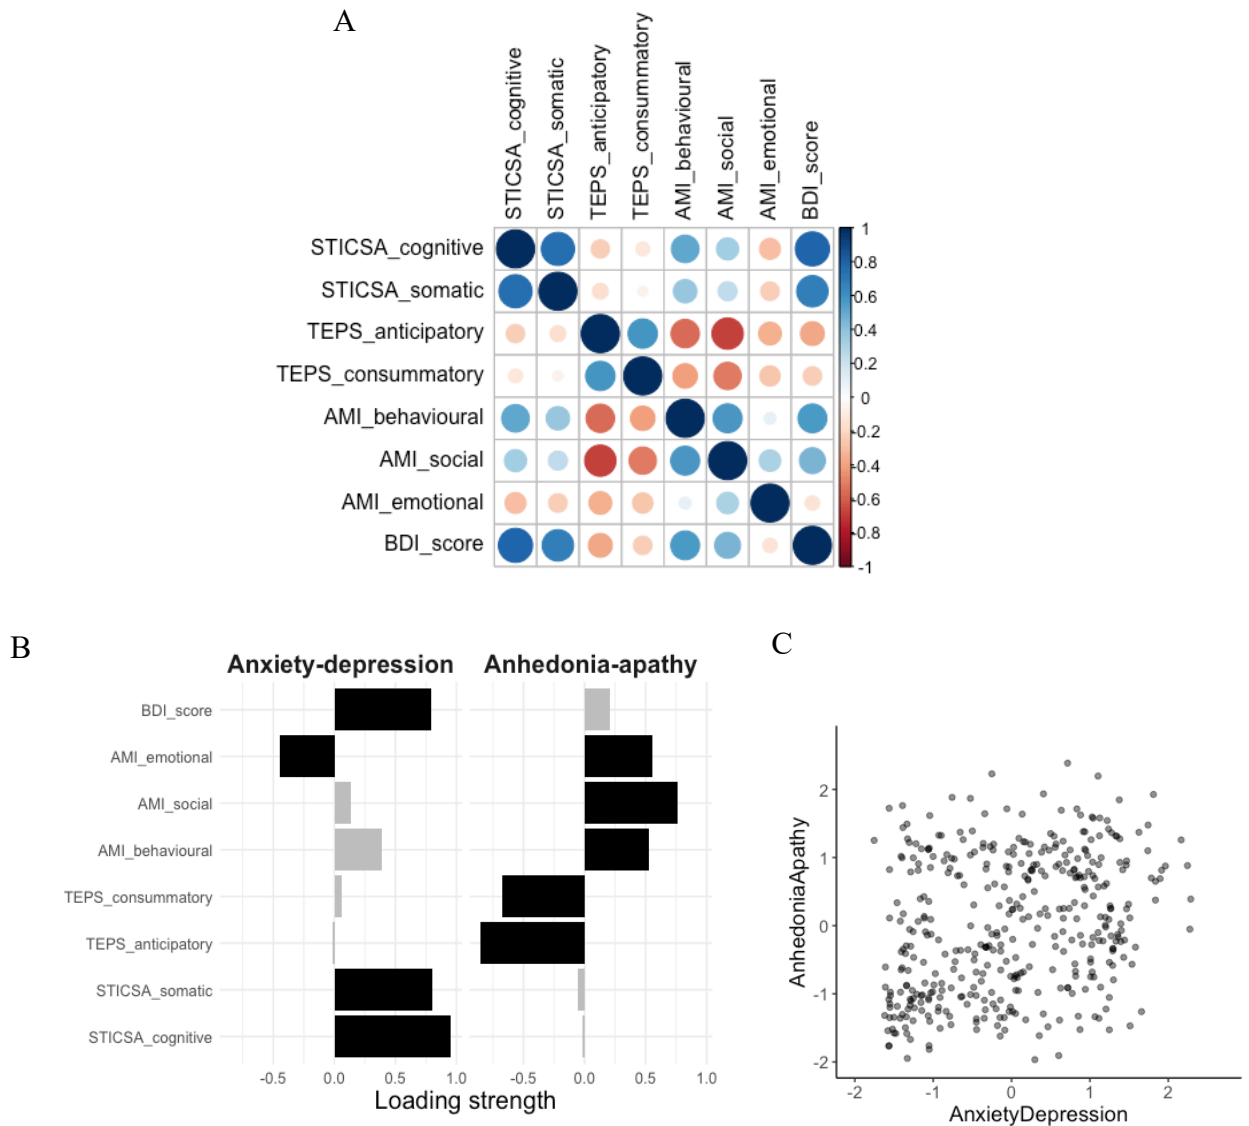 A
STICSA_cognitive
STICSA_somatic
TEPS_anticipatory
TEPS_consummatory
AMI_behavioural
AMI_social
AMI_emotional
BDI_score
STICSA_cognitive
STICSA_somatic
TEPS_anticipatory
TEPS_consummatory
AMI_behavioural
AMI_social
AMI_emotional
BDI_score
1
0.8
0.6
0.4
0.2
0
-0.2
-0.4
-0.6
-0.8
-1
B
Anxiety-depression
Anhedonia-apathy
BDI_score
AMI_emotional
AMI_social
AMI_behavioural
TEPS_consummatory
TEPS_anticipatory
STICSA_somatic
STICSA_cognitive
-0.5 0.0 0.5 1.0
-0.5 0.0 0.5 1.0
Loading strength
C
AnhedoniaApathy
2
1
0
-1
-2
-2 -1 0 1 2
AnxietyDepression